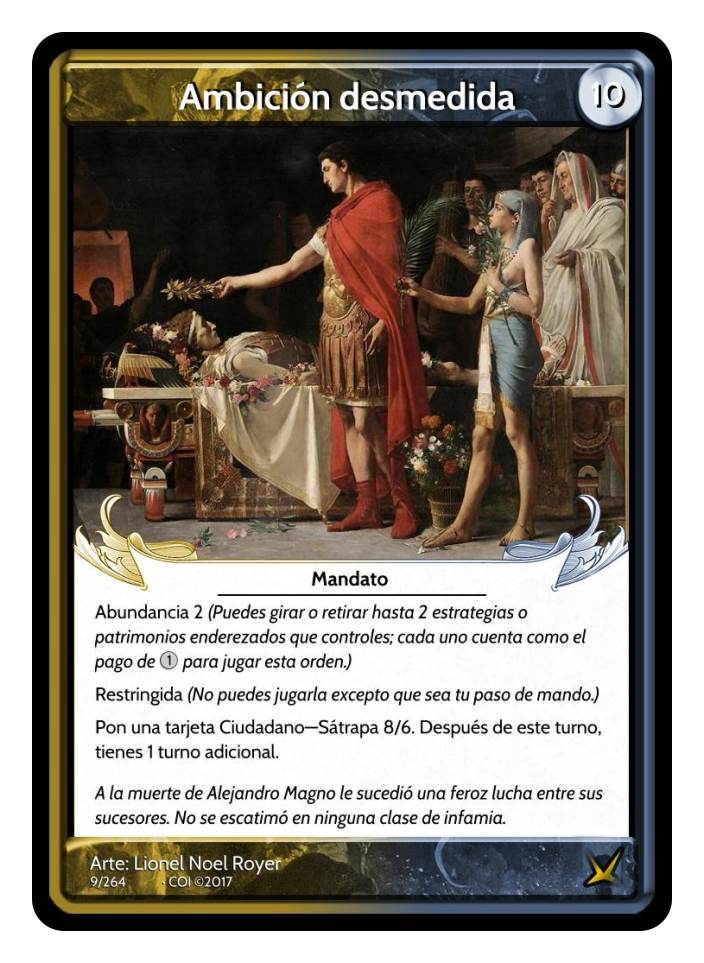 Ambición desmedida
10
Mandato
Abundancia 2 (Puedes girar o retirar hasta 2 estrategias o
patrimonios enderezados que controles; cada uno cuenta como el
pago de 1 para jugar esta orden.)
Restringida (No puedes jugarla excepto que sea tu paso de mando.)
Pon una tarjeta Ciudadano—Sátrapa 8/6. Después de este turno,
tienes 1 turno adicional.
A la muerte de Alejandro Magno le sucedió una feroz lucha entre sus
sucesores. No se escatimó en ninguna clase de infamia.
Arte: Lionel Noel Royer
9/264 · COI ©2017